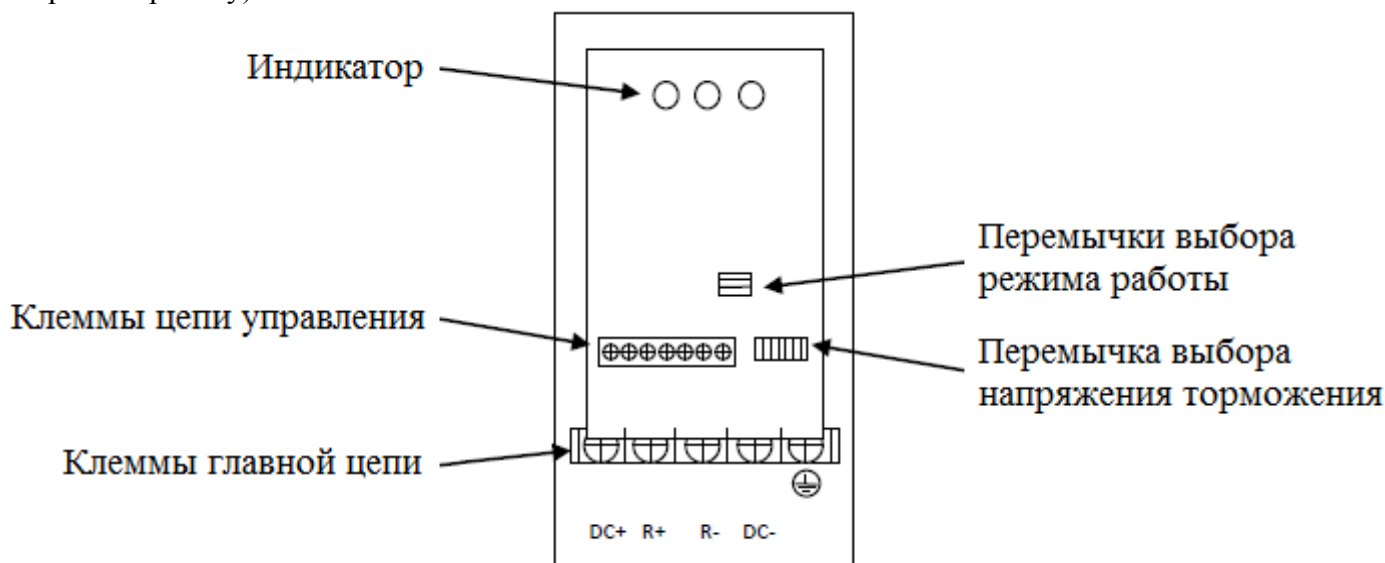 Индикатор
Перемычки выбора
режима работы
Клеммы цепи управления
Перемычка выбора
напряжения торможения
Клеммы главной цепи
DC+ R+ R- DC-